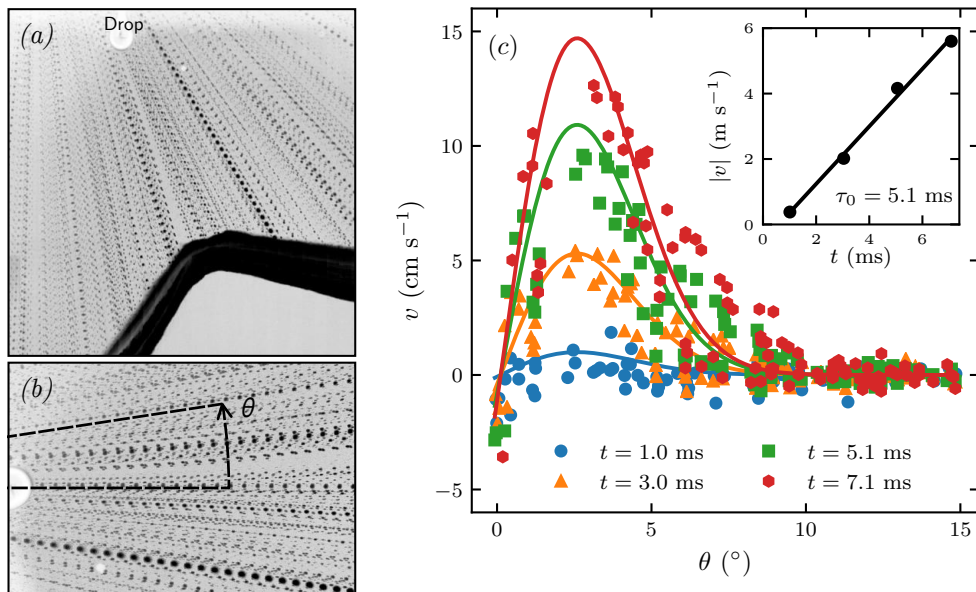 (a)
Drop
(b)
θ
(c)
v (cm s⁻¹)
15
10
5
0
−5
0
5
10
15
θ (°)
t = 1.0 ms
t = 3.0 ms
t = 5.1 ms
t = 7.1 ms
|v| (m s⁻¹)
6
4
2
0
0
2
4
6
t (ms)
τ₀ = 5.1 ms